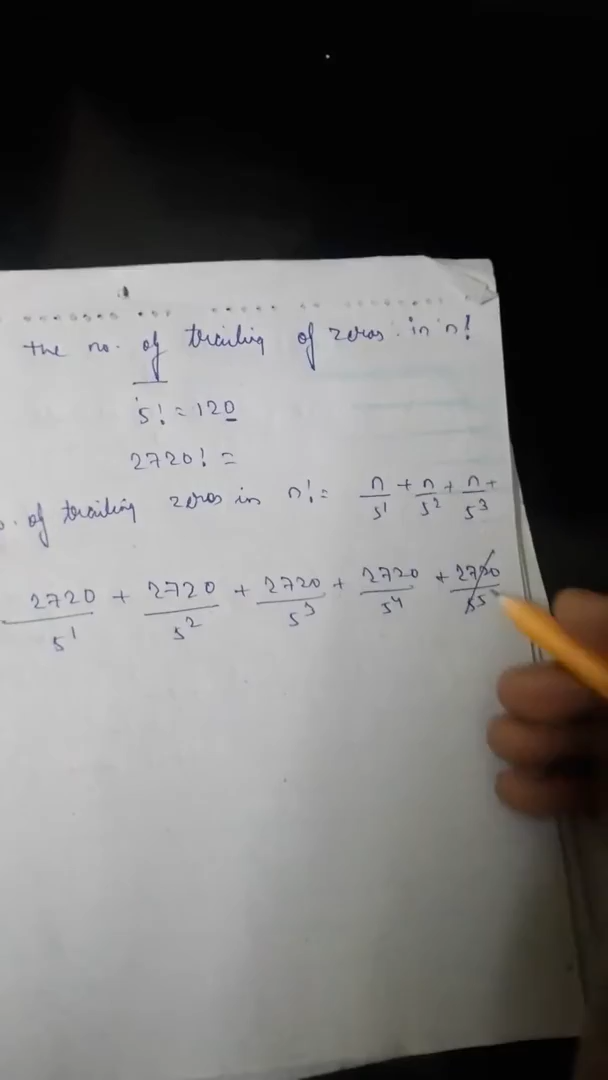 the no. of trailing of zeros in n!
5! = 120
2720! =
. of trailing zeros in n! = n/5¹ + n/5² + n/5³ +
2720/5¹ + 2720/5² + 2720/5³ + 2720/5⁴ + 2720/5⁵